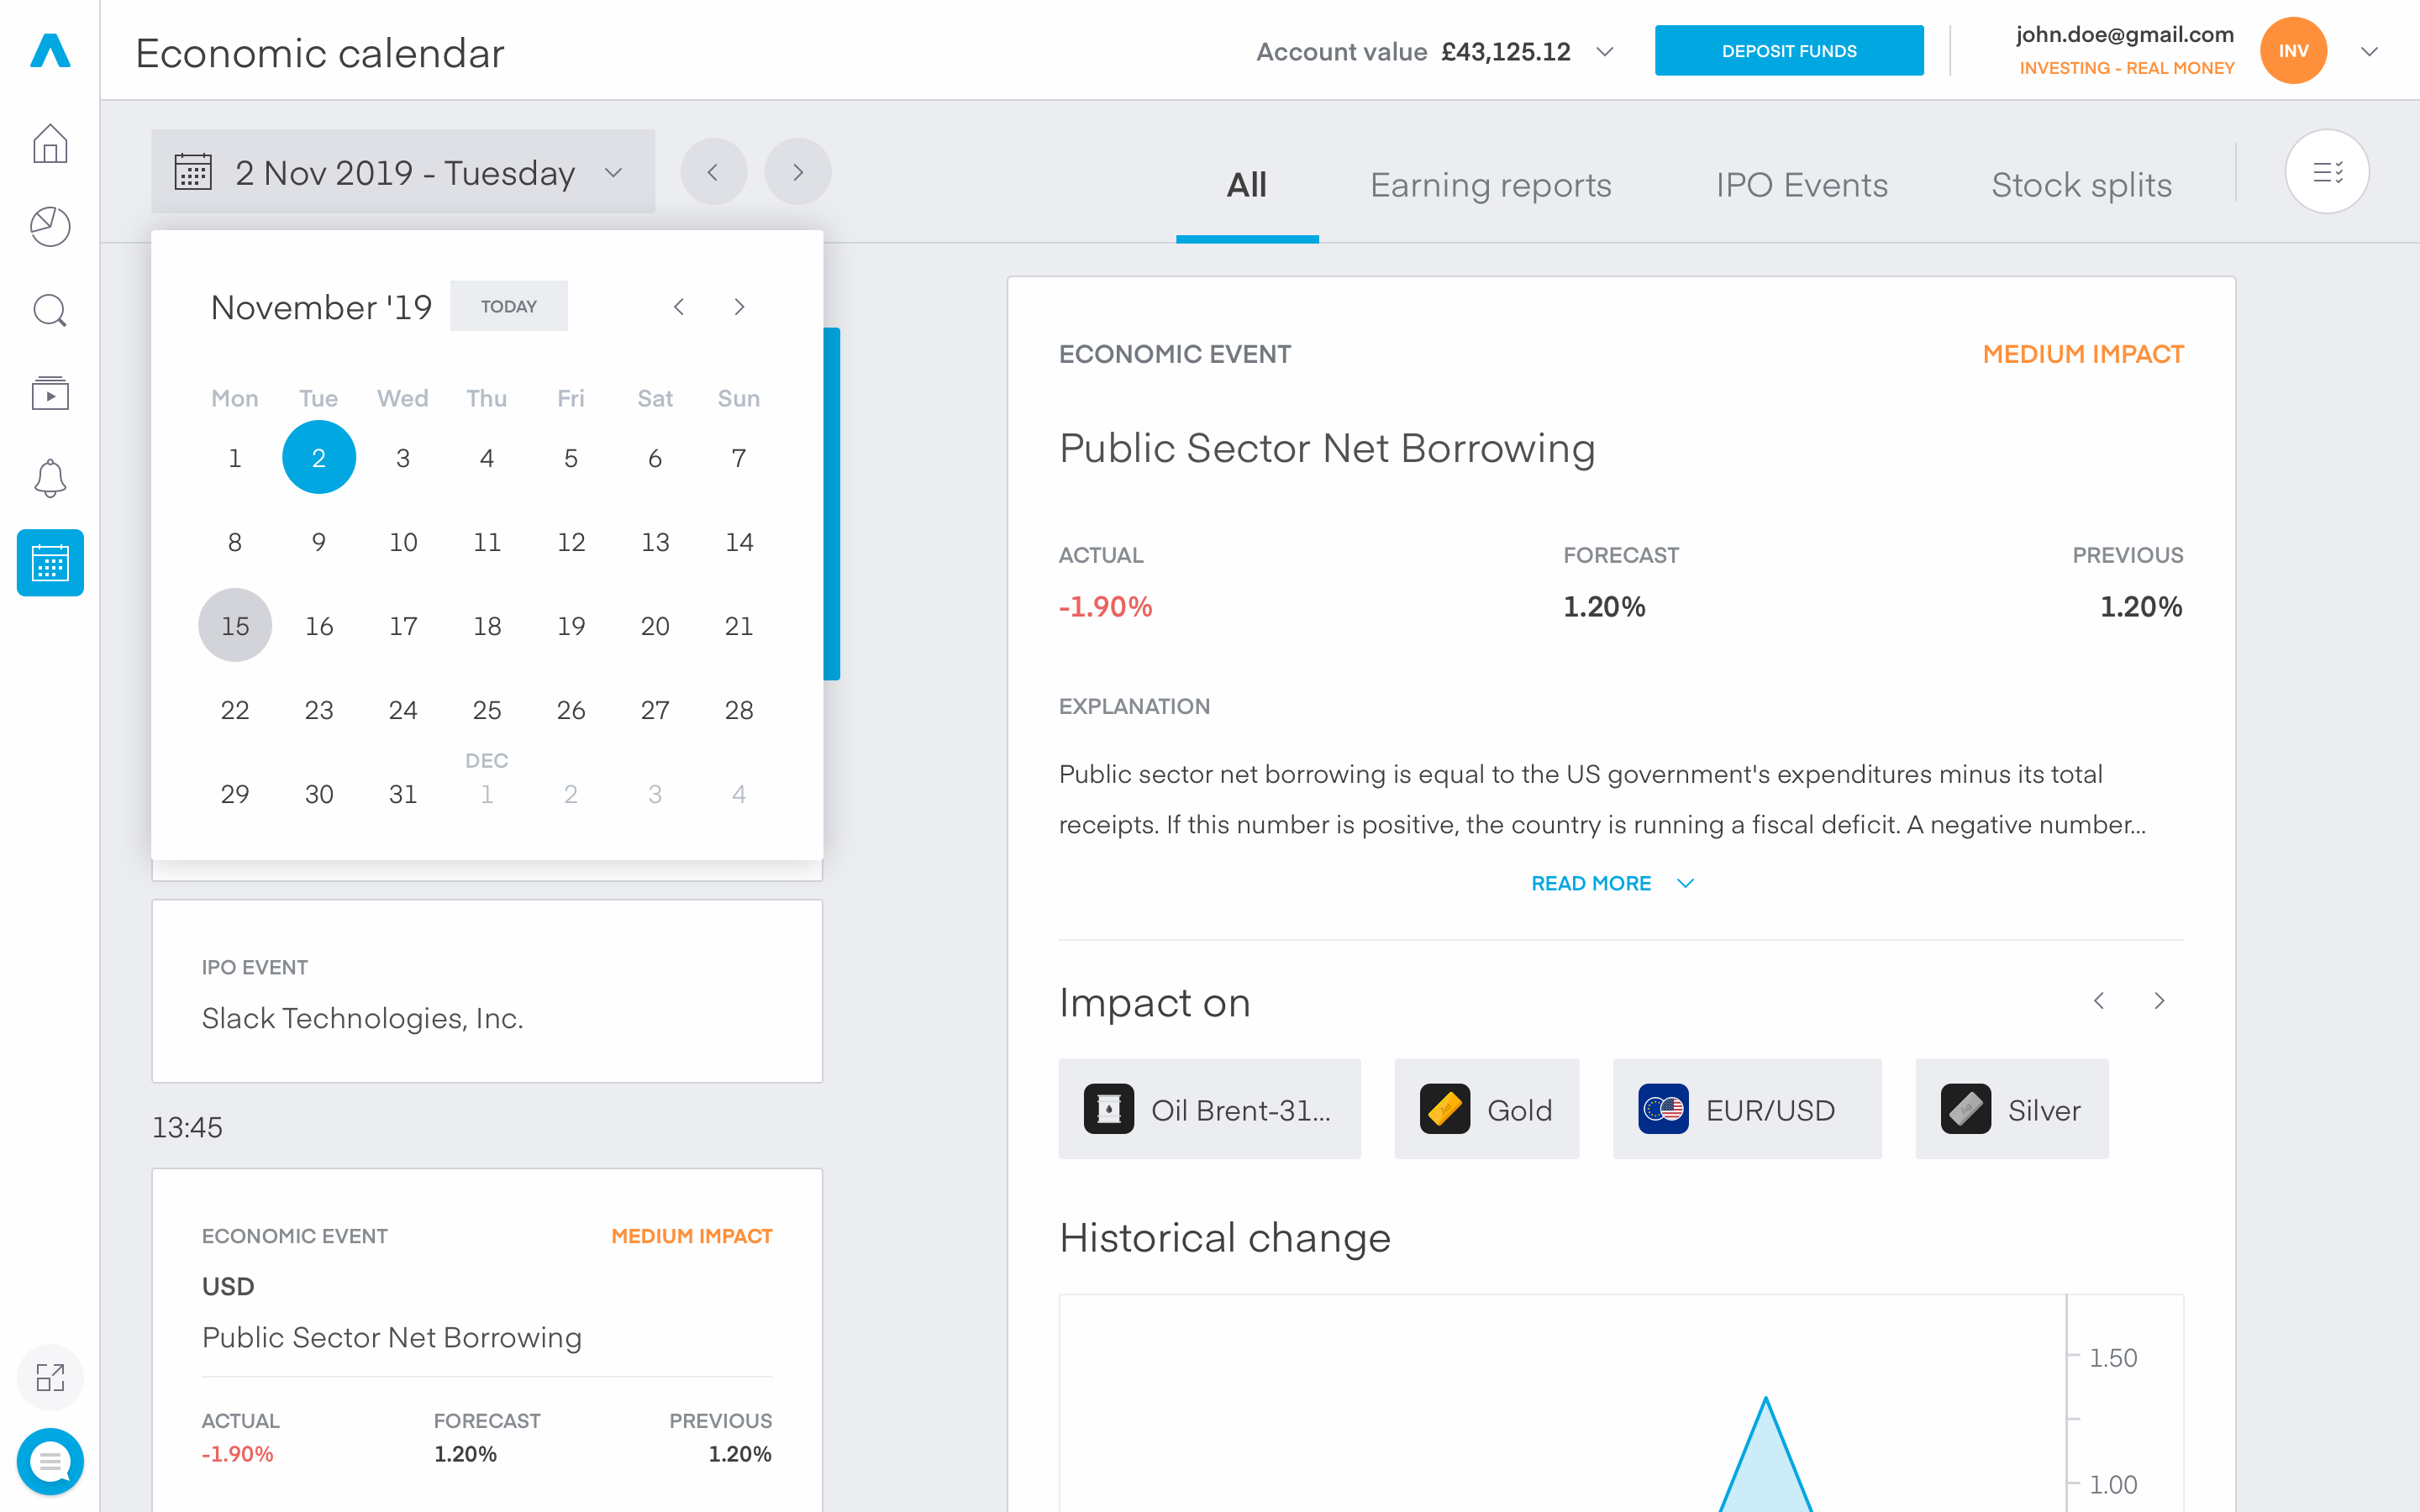 Economic calendar
Account value £43,125.12
DEPOSIT FUNDS
john.doe@gmail.com
INVESTING - REAL MONEY
INV
2 Nov 2019 - Tuesday
All Earning reports IPO Events Stock splits
November '19 TODAY
Mon Tue Wed Thu Fri Sat Sun
1 2 3 4 5 6 7
8 9 10 11 12 13 14
15 16 17 18 19 20 21
22 23 24 25 26 27 28
DEC
29 30 31 1 2 3 4
IPO EVENT
Slack Technologies, Inc.
13:45
ECONOMIC EVENT MEDIUM IMPACT
USD
Public Sector Net Borrowing
ACTUAL FORECAST PREVIOUS
-1.90% 1.20% 1.20%
ECONOMIC EVENT MEDIUM IMPACT
Public Sector Net Borrowing
ACTUAL FORECAST PREVIOUS
-1.90% 1.20% 1.20%
EXPLANATION
Public sector net borrowing is equal to the US government's expenditures minus its total
receipts. If this number is positive, the country is running a fiscal deficit. A negative number...
READ MORE
Impact on
Oil Brent-31... Gold EUR/USD Silver
Historical change
1.50
1.00